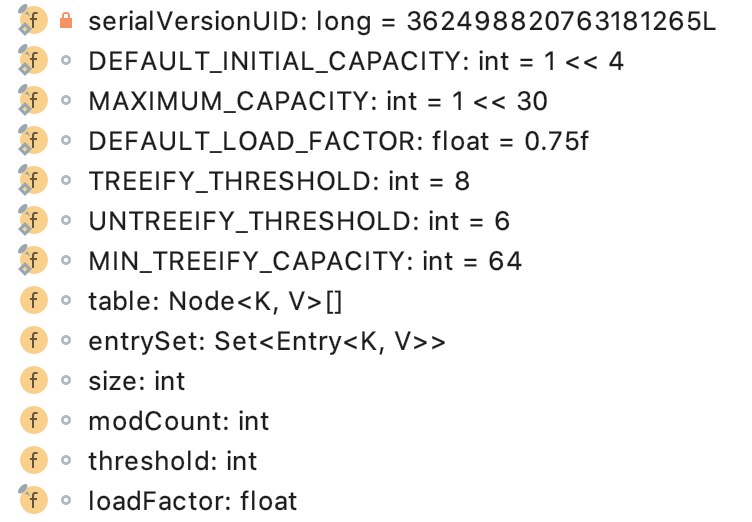 serialVersionUID: long = 362498820763181265L
DEFAULT_INITIAL_CAPACITY: int = 1 << 4
MAXIMUM_CAPACITY: int = 1 << 30
DEFAULT_LOAD_FACTOR: float = 0.75f
TREEIFY_THRESHOLD: int = 8
UNTREEIFY_THRESHOLD: int = 6
MIN_TREEIFY_CAPACITY: int = 64
table: Node<K, V>[]
entrySet: Set<Entry<K, V>>
size: int
modCount: int
threshold: int
loadFactor: float